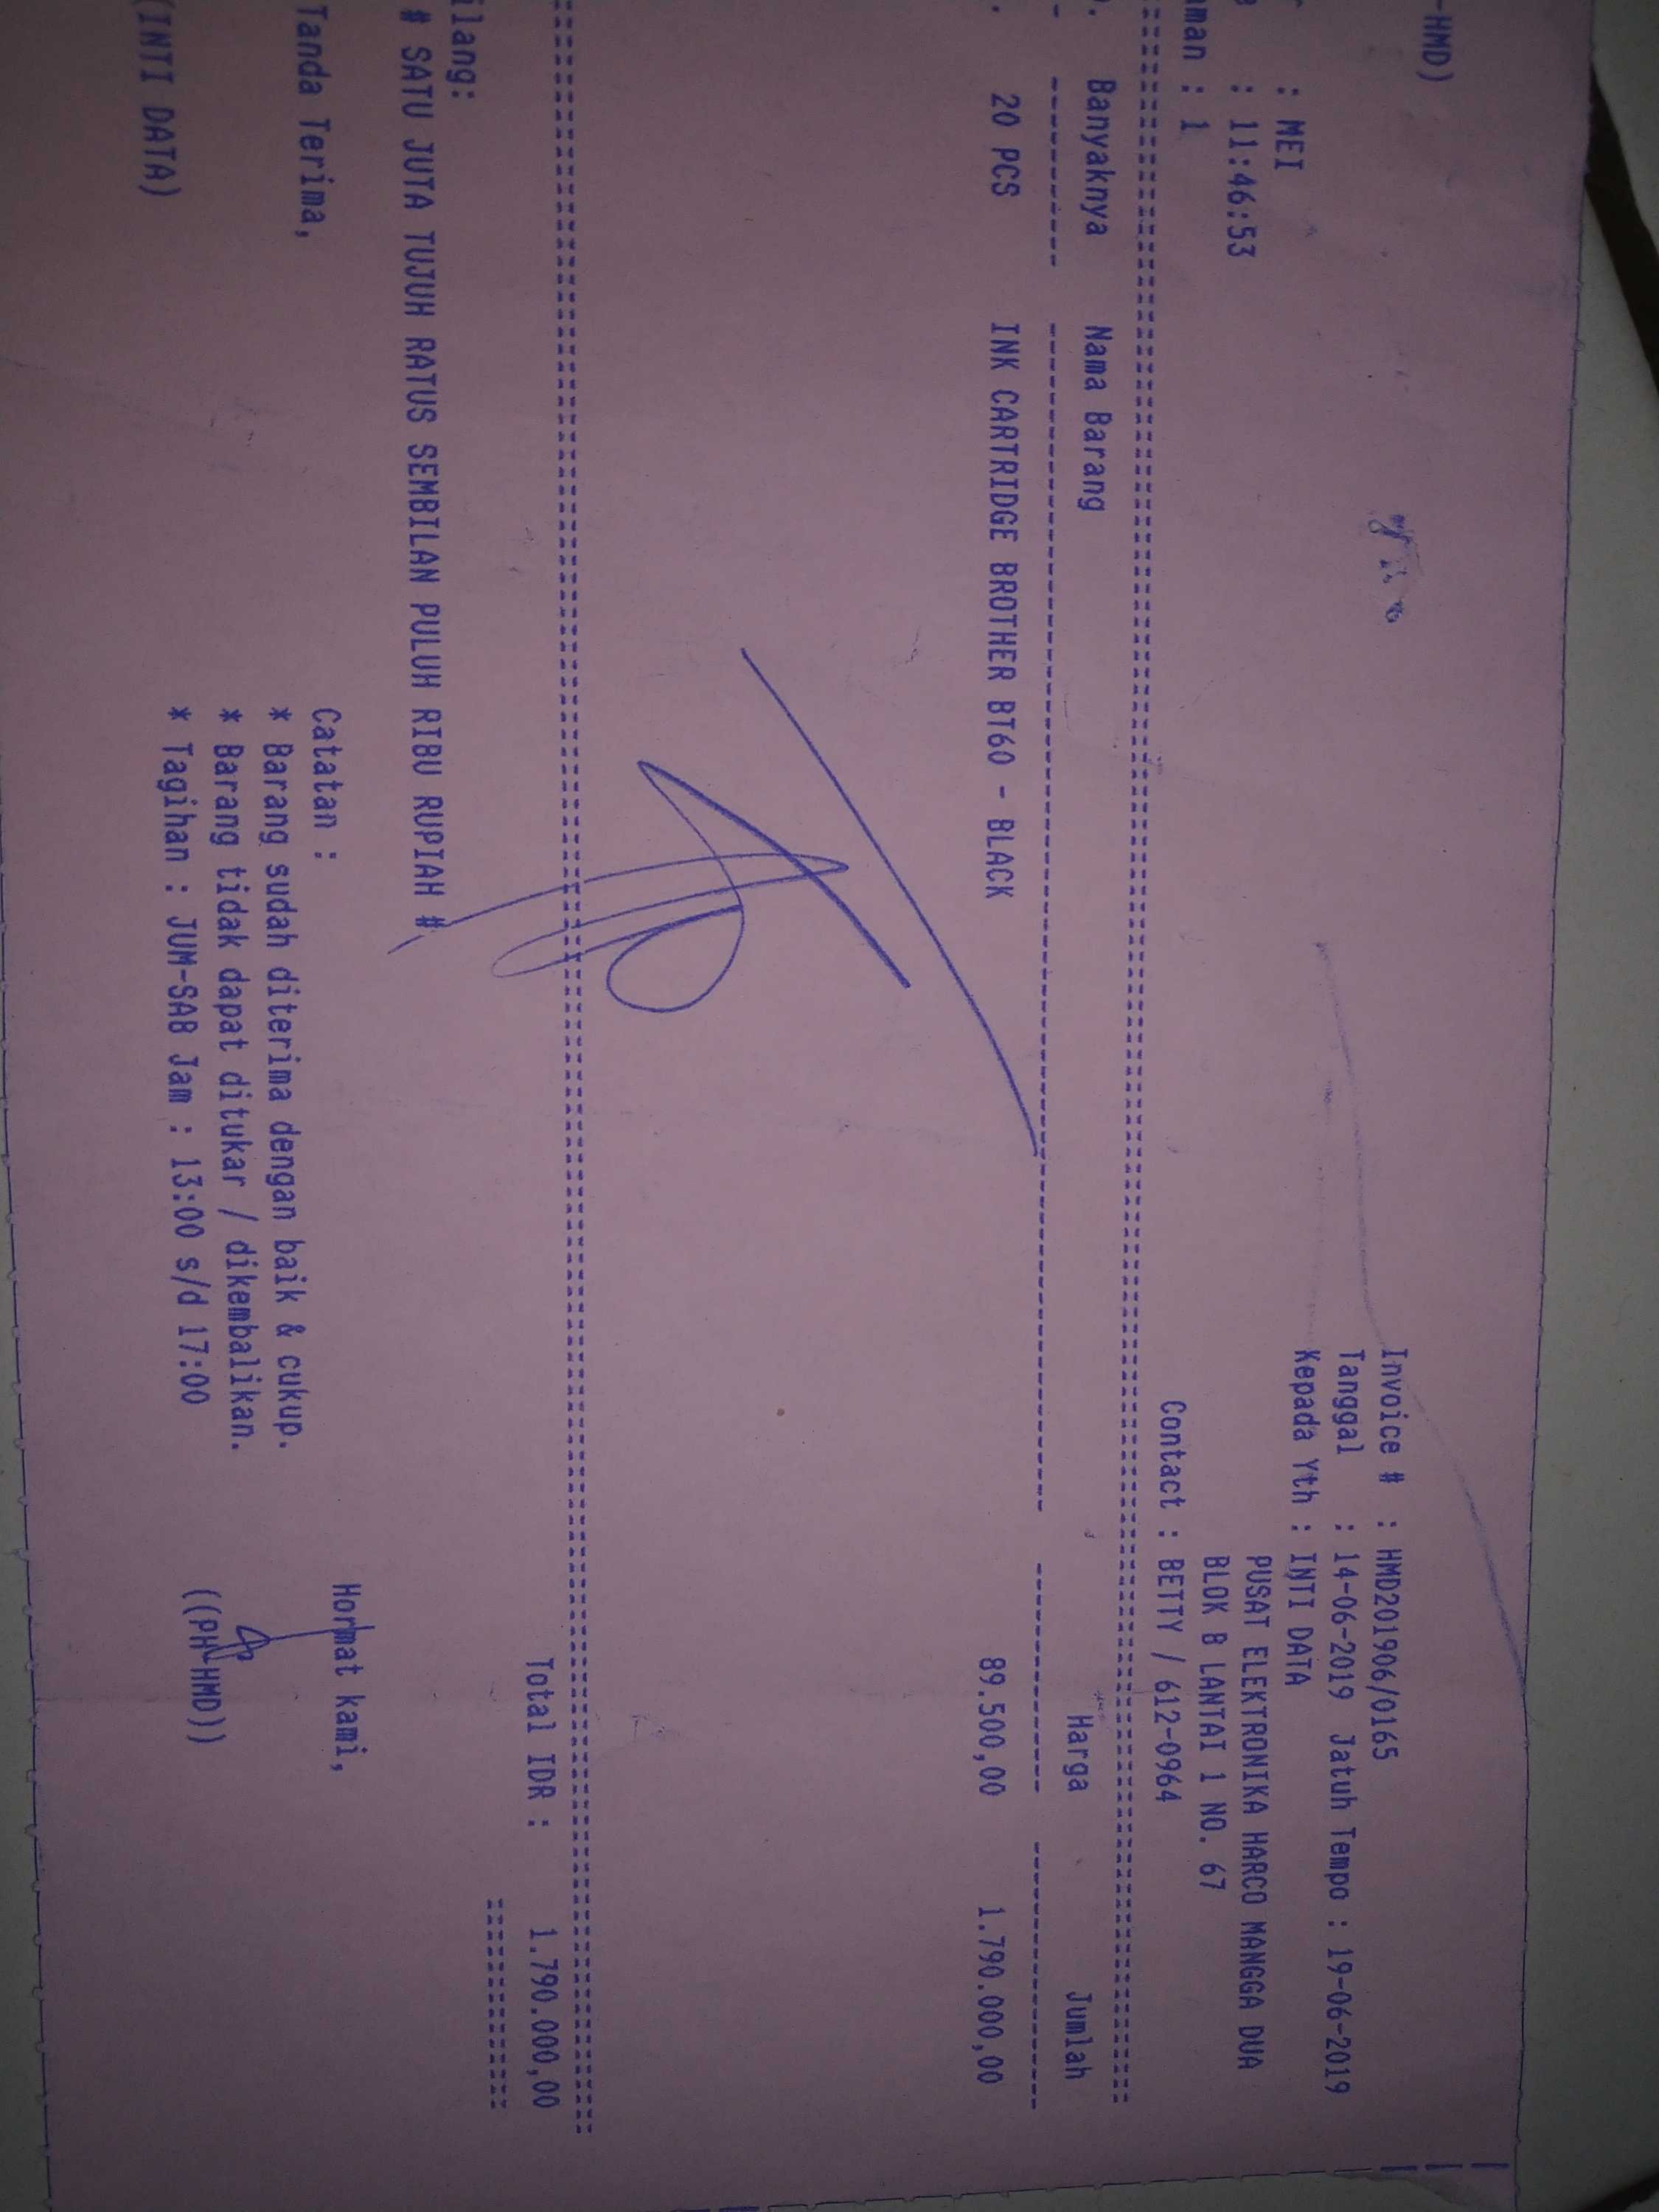 -HMD)
Invoice # : HMD201906/0165
Tanggal : 14-06-2019 Jatuh Tempo : 19-06-2019
: MEI Kepada Yth : INTI DATA
: 11:46:53 PUSAT ELEKTRONIKA HARCO MANGGA DUA
aman : 1 BLOK B LANTAI 1 NO. 67
Contact : BETTY / 612-0964
. Banyaknya Nama Barang Harga Jumlah
. 20 PCS INK CARTRIDGE BROTHER BT60 - BLACK 89.500,00 1.790.000,00
Total IDR : 1.790.000,00
ilang:
# SATU JUTA TUJUH RATUS SEMBILAN PULUH RIBU RUPIAH #
Tanda Terima, Catatan : Hormat kami,
* Barang sudah diterima dengan baik & cukup.
* Barang tidak dapat ditukar / dikembalikan.
(INTI DATA) * Tagihan : JUM-SAB Jam : 13:00 s/d 17:00 ((PH-HMD))